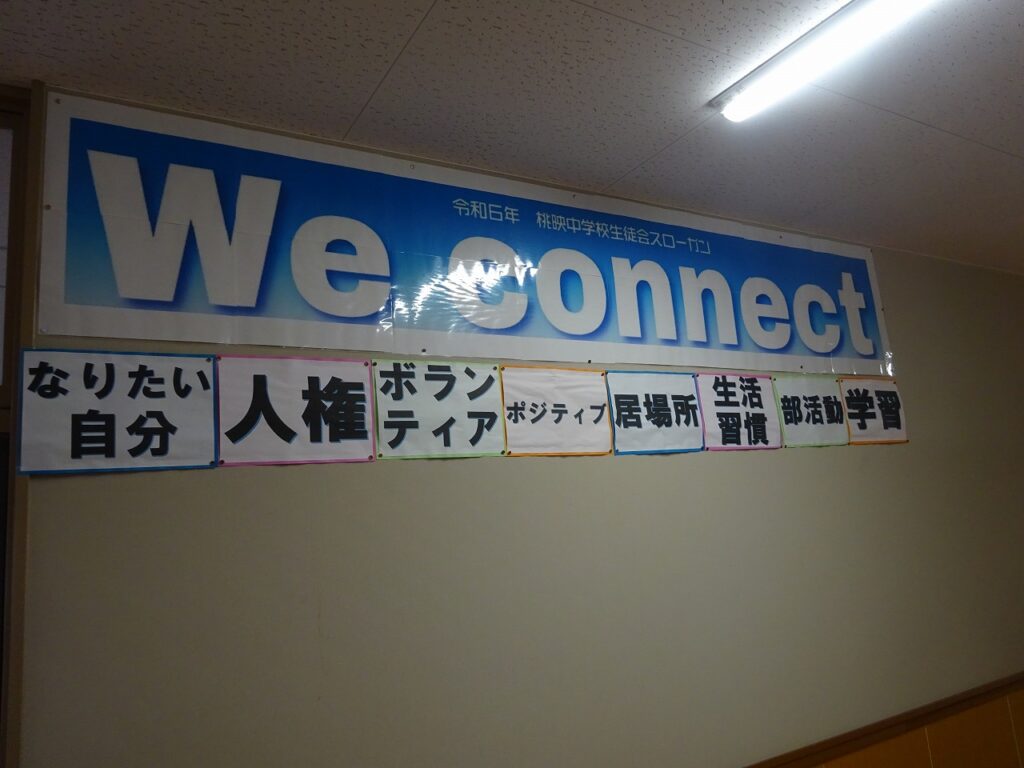 令和6年 桃映中学校生徒会スローガン
We connect
なりたい
自分
人権
ボラン
ティア
ポジティブ
居場所
生活
習慣
部活動
学習